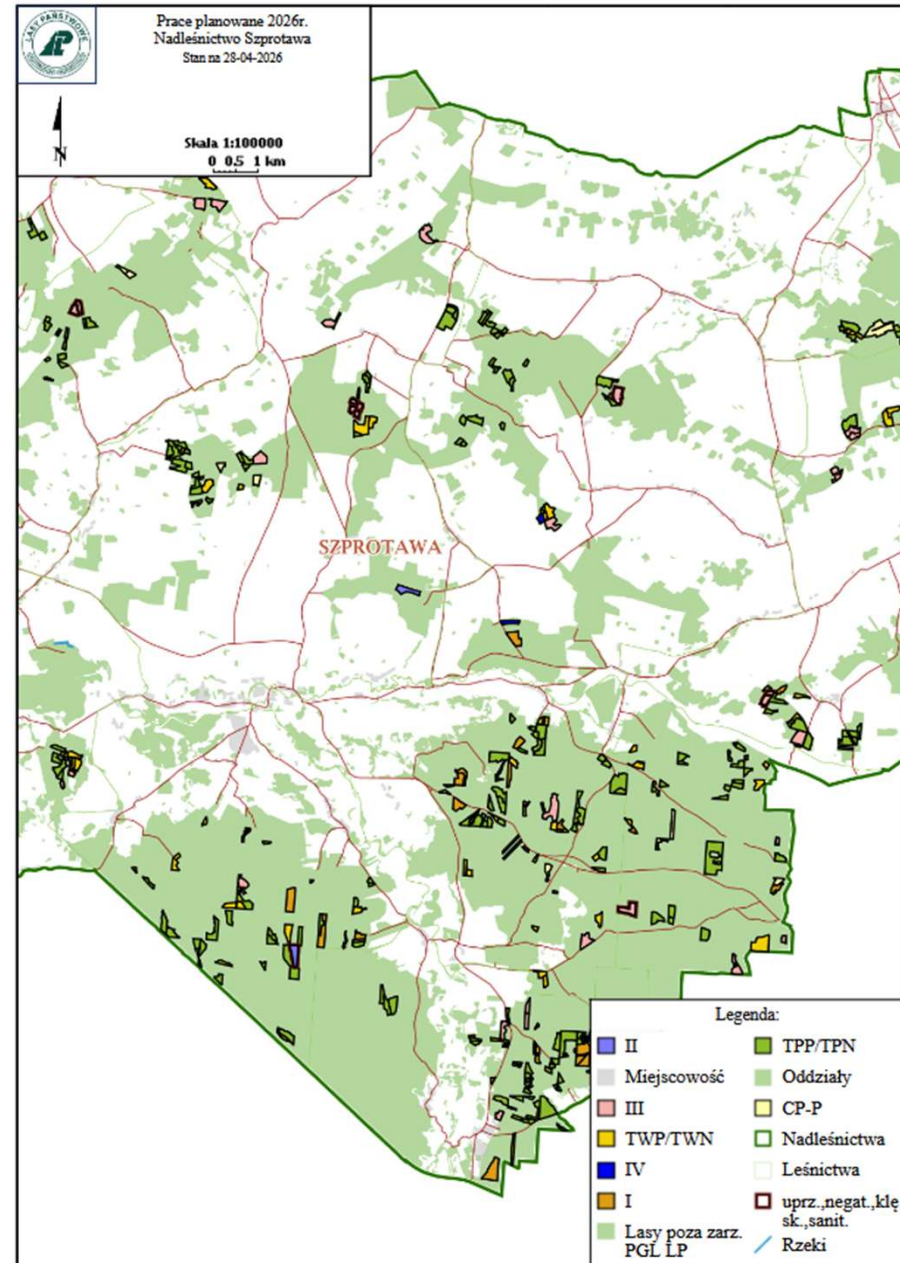 LASY PAŃSTWOWE
Prace planowane 2026r.
Nadleśnictwo Szprotawa
Stan na 28-04-2026
N
Skala 1:100000
0 0.5 1 km
SZPROTAWA
Legenda:
II
TPP/TPN
Miejscowość
Oddziały
III
CP-P
TWP/TWN
Nadleśnictwa
IV
Leśnictwa
I
uprz.,negat.,klę
sk.,sanit.
Lasy poza zarz.
PGL LP
Rzeki